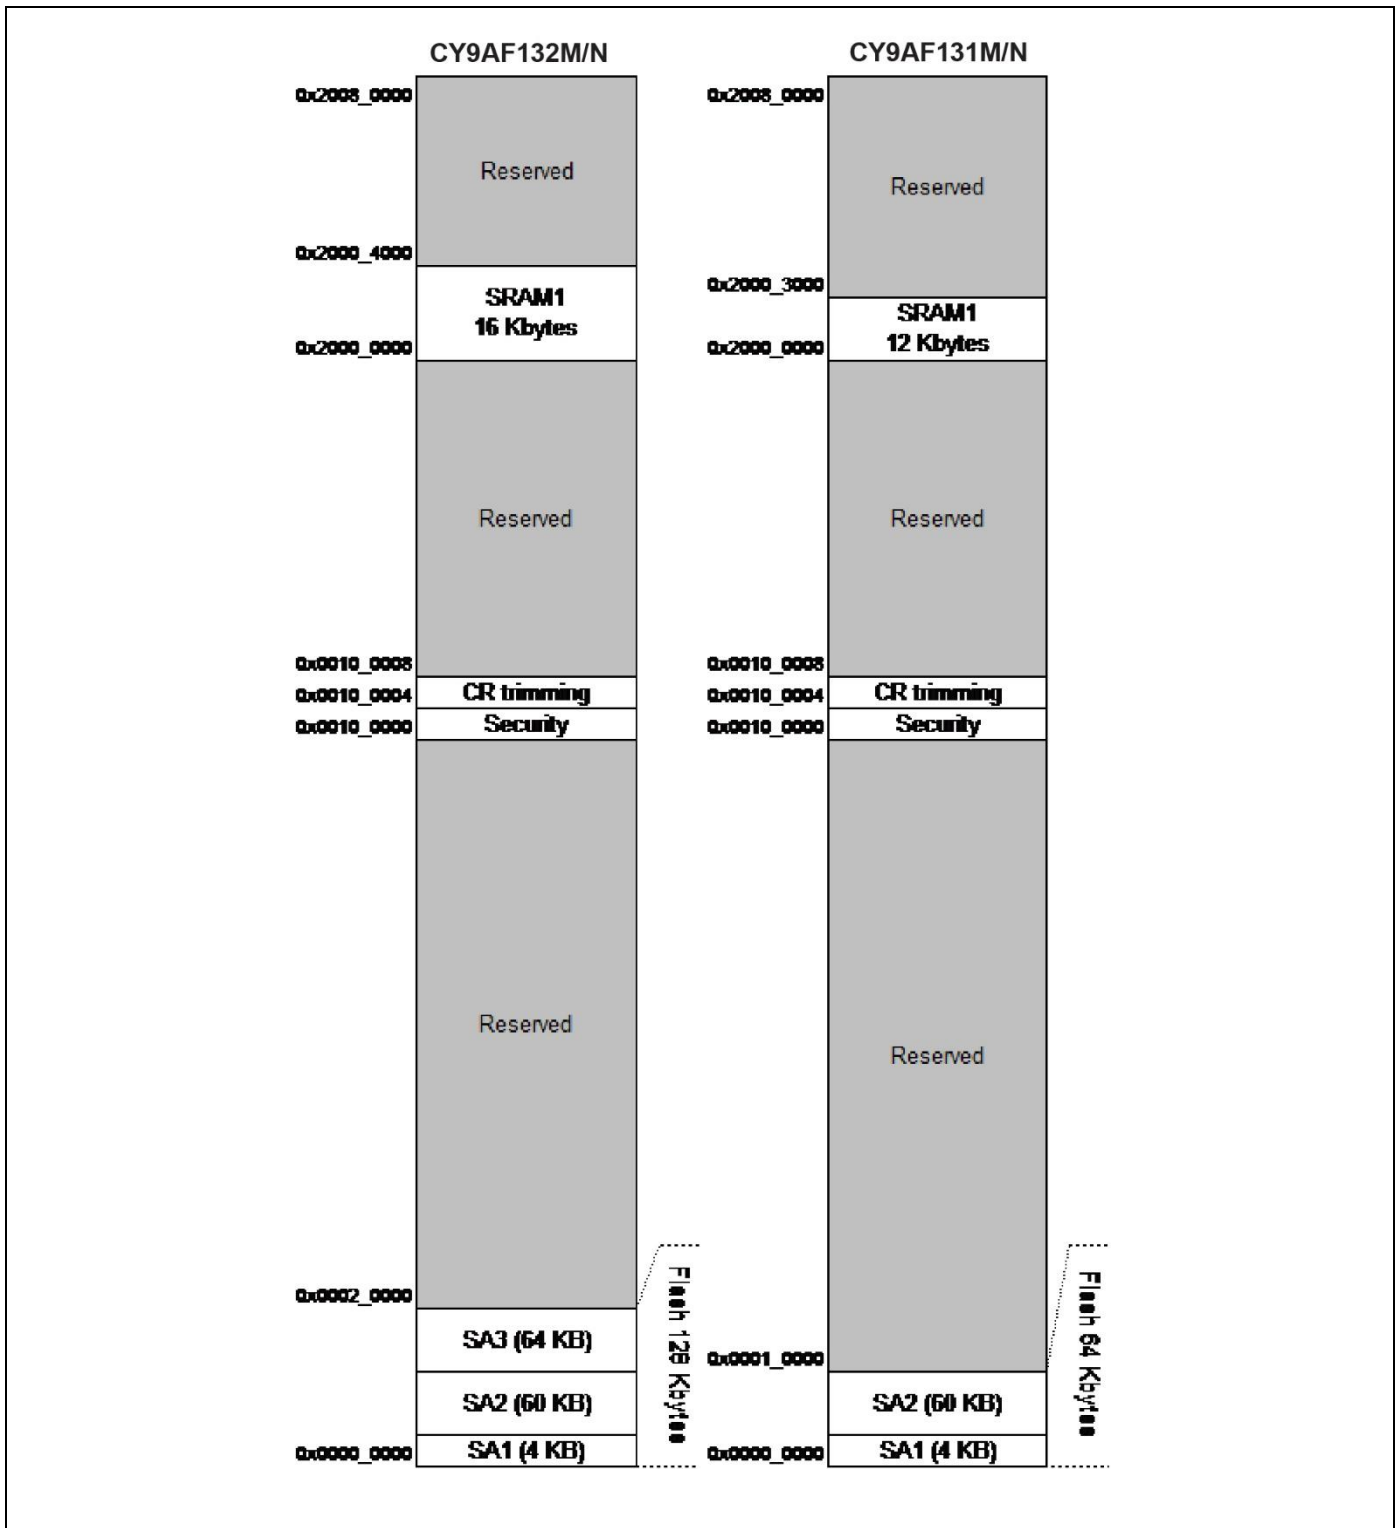 CY9AF132M/N
0x2008_0000
Reserved
0x2000_4000
SRAM1
16 Kbytes
0x2000_0000
Reserved
0x0010_0008
CR trimming
0x0010_0004
Security
0x0010_0000
Reserved
0x0002_0000
SA3 (64 KB)
SA2 (60 KB)
SA1 (4 KB)
0x0000_0000
Flash 128 Kbytes
CY9AF131M/N
0x2008_0000
Reserved
0x2000_3000
SRAM1
12 Kbytes
0x2000_0000
Reserved
0x0010_0008
CR trimming
0x0010_0004
Security
0x0010_0000
Reserved
0x0001_0000
SA2 (60 KB)
SA1 (4 KB)
0x0000_0000
Flash 64 Kbytes